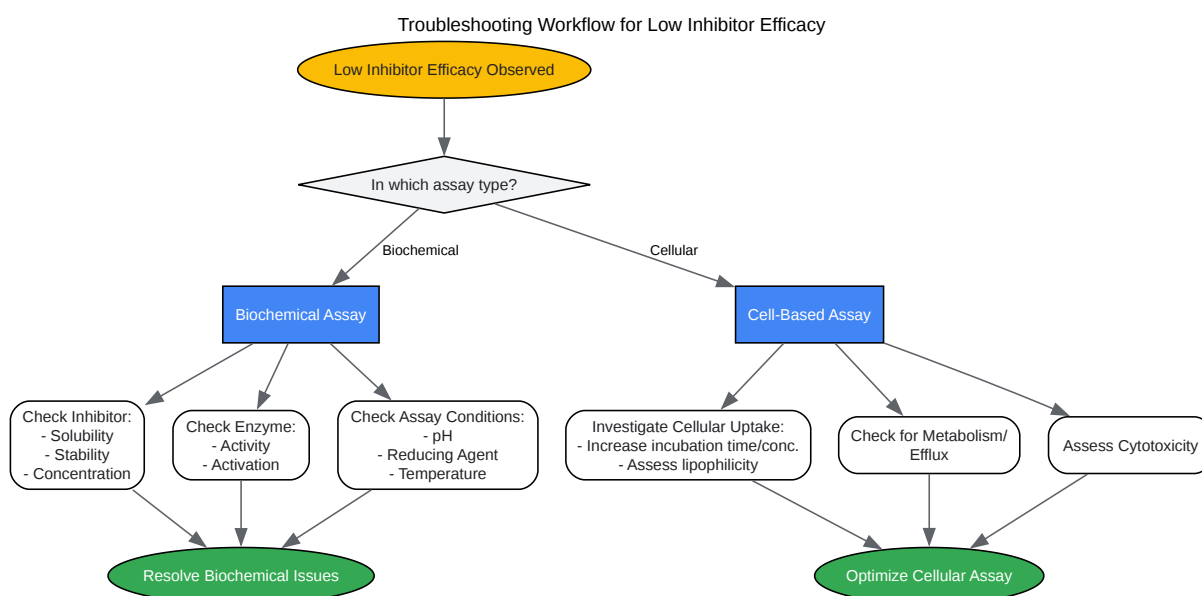 Troubleshooting Workflow for Low Inhibitor Efficacy
Low Inhibitor Efficacy Observed
In which assay type?
Biochemical
Cellular
Biochemical Assay
Cell-Based Assay
Check Inhibitor:
- Solubility
- Stability
- Concentration
Check Enzyme:
- Activity
- Activation
Check Assay Conditions:
- pH
- Reducing Agent
- Temperature
Investigate Cellular Uptake:
- Increase incubation time/conc.
- Assess lipophilicity
Check for Metabolism/
Efflux
Assess Cytotoxicity
Resolve Biochemical Issues
Optimize Cellular Assay